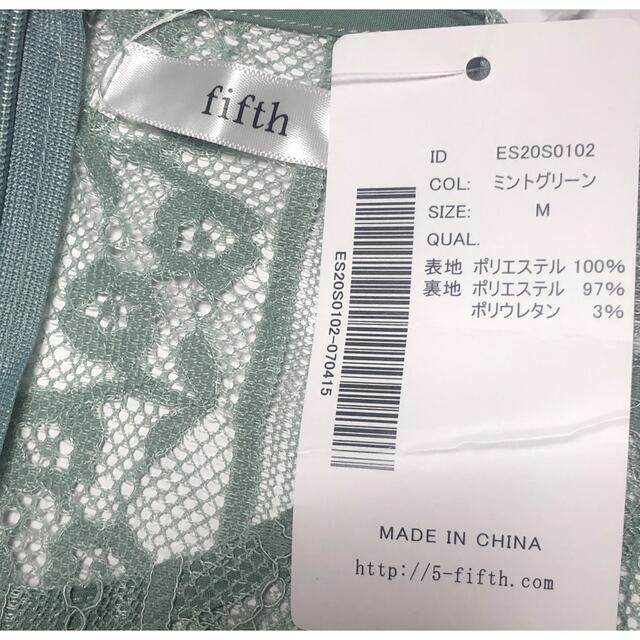 fifth
ID ES20S0102
COL: ミントグリーン
SIZE: M
QUAL.
表地 ポリエステル 100%
裏地 ポリエステル 97%
ポリウレタン 3%
ES20S0102-070415
MADE IN CHINA
http://5-fifth.com